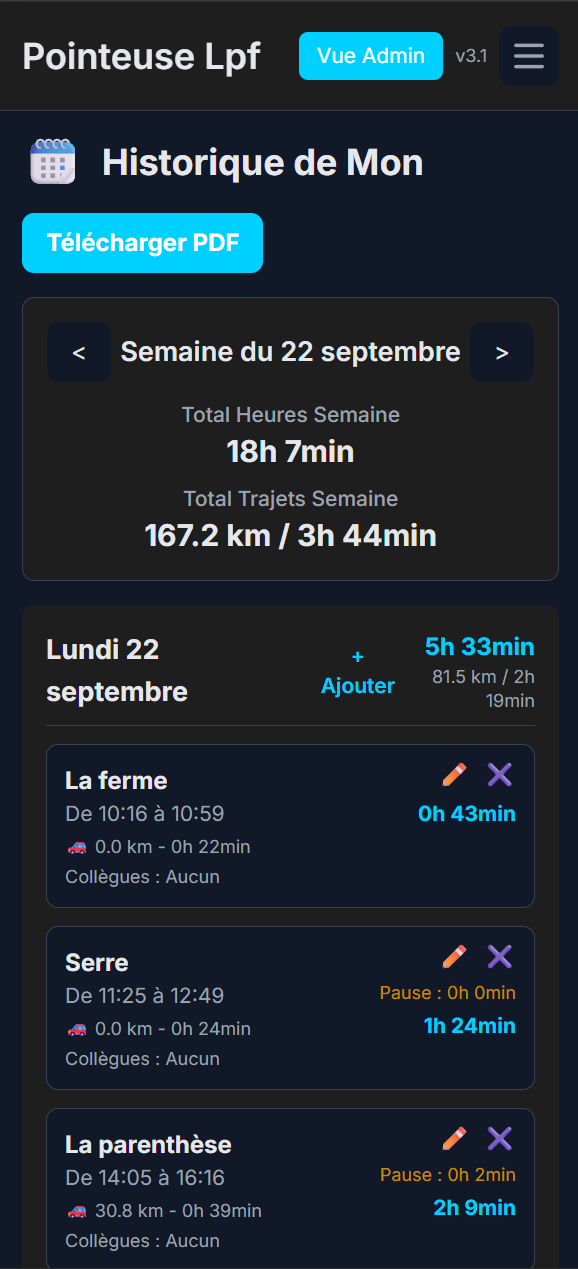 Pointeuse Lpf
Vue Admin
v3.1
Historique de Mon
Télécharger PDF
<
Semaine du 22 septembre
>
Total Heures Semaine
18h 7min
Total Trajets Semaine
167.2 km / 3h 44min
Lundi 22
septembre
+
Ajouter
5h 33min
81.5 km / 2h
19min
La ferme
De 10:16 à 10:59
0h 43min
0.0 km - 0h 22min
Collègues : Aucun
Serre
De 11:25 à 12:49
Pause : 0h 0min
1h 24min
0.0 km - 0h 24min
Collègues : Aucun
La parenthèse
De 14:05 à 16:16
Pause : 0h 2min
2h 9min
30.8 km - 0h 39min
Collègues : Aucun